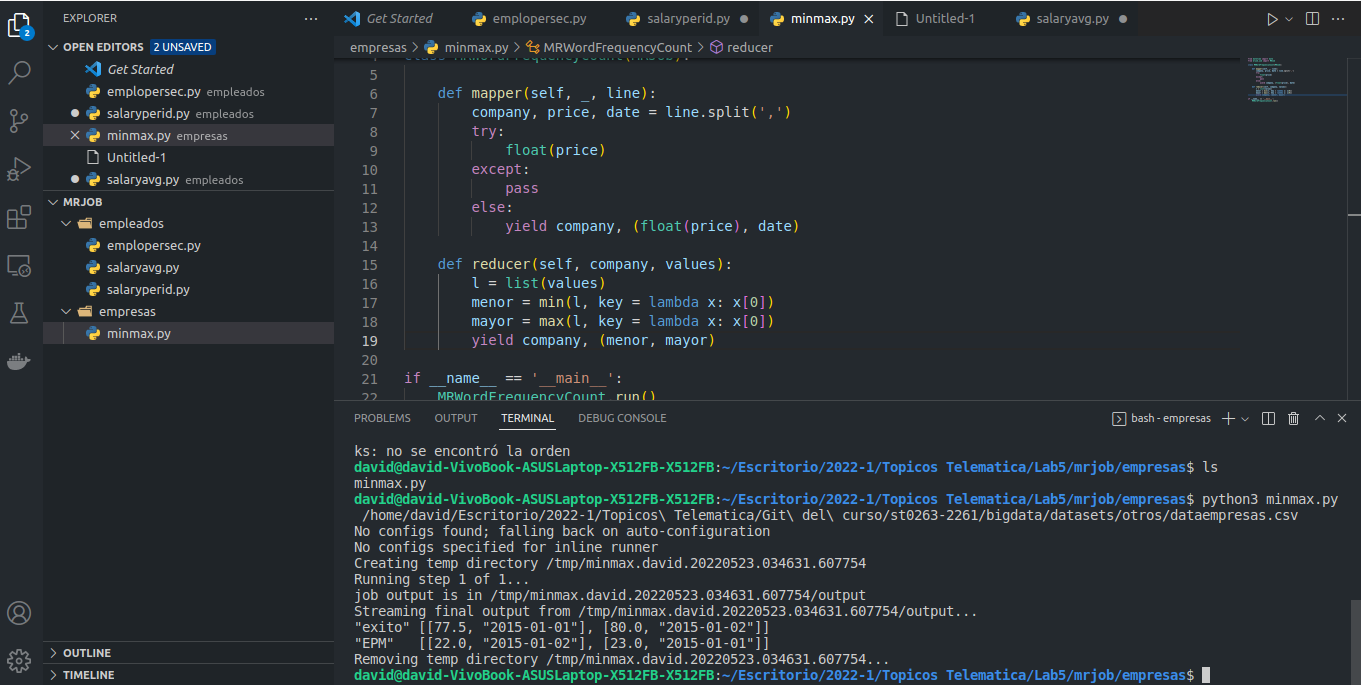 2
EXPLORER
OPEN EDITORS 2 UNSAVED
Get Started
emplopersec.py empleados
salaryperid.py empleados
minmax.py empresas
Untitled-1
salaryavg.py empleados
MRJOB
empleados
emplopersec.py
salaryavg.py
salaryperid.py
empresas
minmax.py
OUTLINE
TIMELINE
Get Started emplopersec.py salaryperid.py minmax.py Untitled-1 salaryavg.py
empresas > minmax.py > MRWordFrequencyCount > reducer
4 class MRWordFrequencyCount(MRJob):
5
6 def mapper(self, _, line):
7 company, price, date = line.split(',')
8 try:
9 float(price)
10 except:
11 pass
12 else:
13 yield company, (float(price), date)
14
15 def reducer(self, company, values):
16 l = list(values)
17 menor = min(l, key = lambda x: x[0])
18 mayor = max(l, key = lambda x: x[0])
19 yield company, (menor, mayor)
20
21 if __name__ == '__main__':
22 MRWordFrequencyCount.run()
PROBLEMS OUTPUT TERMINAL DEBUG CONSOLE bash - empresas
ks: no se encontró la orden
david@david-VivoBook-ASUSLaptop-X512FB-X512FB:~/Escritorio/2022-1/Topicos Telematica/Lab5/mrjob/empresas$ ls
minmax.py
david@david-VivoBook-ASUSLaptop-X512FB-X512FB:~/Escritorio/2022-1/Topicos Telematica/Lab5/mrjob/empresas$ python3 minmax.py
/home/david/Escritorio/2022-1/Topicos\ Telematica/Git\ del\ curso/st0263-2261/bigdata/datasets/otros/dataempresas.csv
No configs found; falling back on auto-configuration
No configs specified for inline runner
Creating temp directory /tmp/minmax.david.20220523.034631.607754
Running step 1 of 1...
job output is in /tmp/minmax.david.20220523.034631.607754/output
Streaming final output from /tmp/minmax.david.20220523.034631.607754/output...
"exito" [[77.5, "2015-01-01"], [80.0, "2015-01-02"]]
"EPM" [[22.0, "2015-01-02"], [23.0, "2015-01-01"]]
Removing temp directory /tmp/minmax.david.20220523.034631.607754...
david@david-VivoBook-ASUSLaptop-X512FB-X512FB:~/Escritorio/2022-1/Topicos Telematica/Lab5/mrjob/empresas$